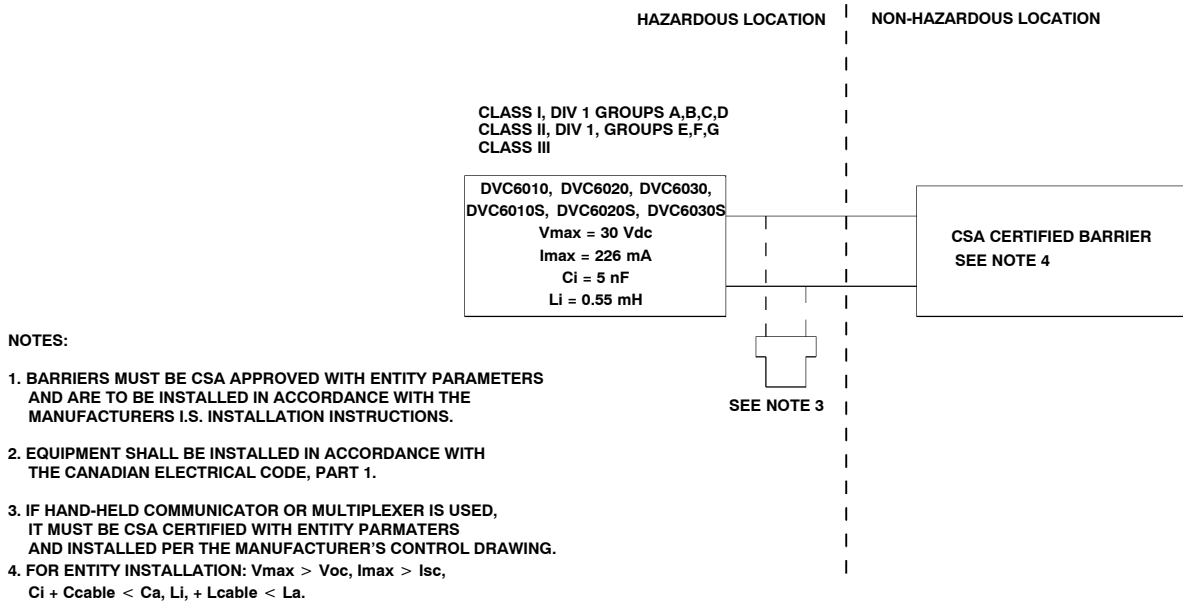 HAZARDOUS LOCATION
NON-HAZARDOUS LOCATION
CLASS I, DIV 1 GROUPS A,B,C,D
CLASS II, DIV 1, GROUPS E,F,G
CLASS III
DVC6010, DVC6020, DVC6030,
DVC6010S, DVC6020S, DVC6030S
Vmax = 30 Vdc
Imax = 226 mA
Ci = 5 nF
Li = 0.55 mH
CSA CERTIFIED BARRIER
SEE NOTE 4
SEE NOTE 3
NOTES:
1. BARRIERS MUST BE CSA APPROVED WITH ENTITY PARAMETERS
AND ARE TO BE INSTALLED IN ACCORDANCE WITH THE
MANUFACTURERS I.S. INSTALLATION INSTRUCTIONS.
2. EQUIPMENT SHALL BE INSTALLED IN ACCORDANCE WITH
THE CANADIAN ELECTRICAL CODE, PART 1.
3. IF HAND-HELD COMMUNICATOR OR MULTIPLEXER IS USED,
IT MUST BE CSA CERTIFIED WITH ENTITY PARMATERS
AND INSTALLED PER THE MANUFACTURER'S CONTROL DRAWING.
4. FOR ENTITY INSTALLATION: Vmax > Voc, Imax > Isc,
Ci + Ccable < Ca, Li, + Lcable < La.